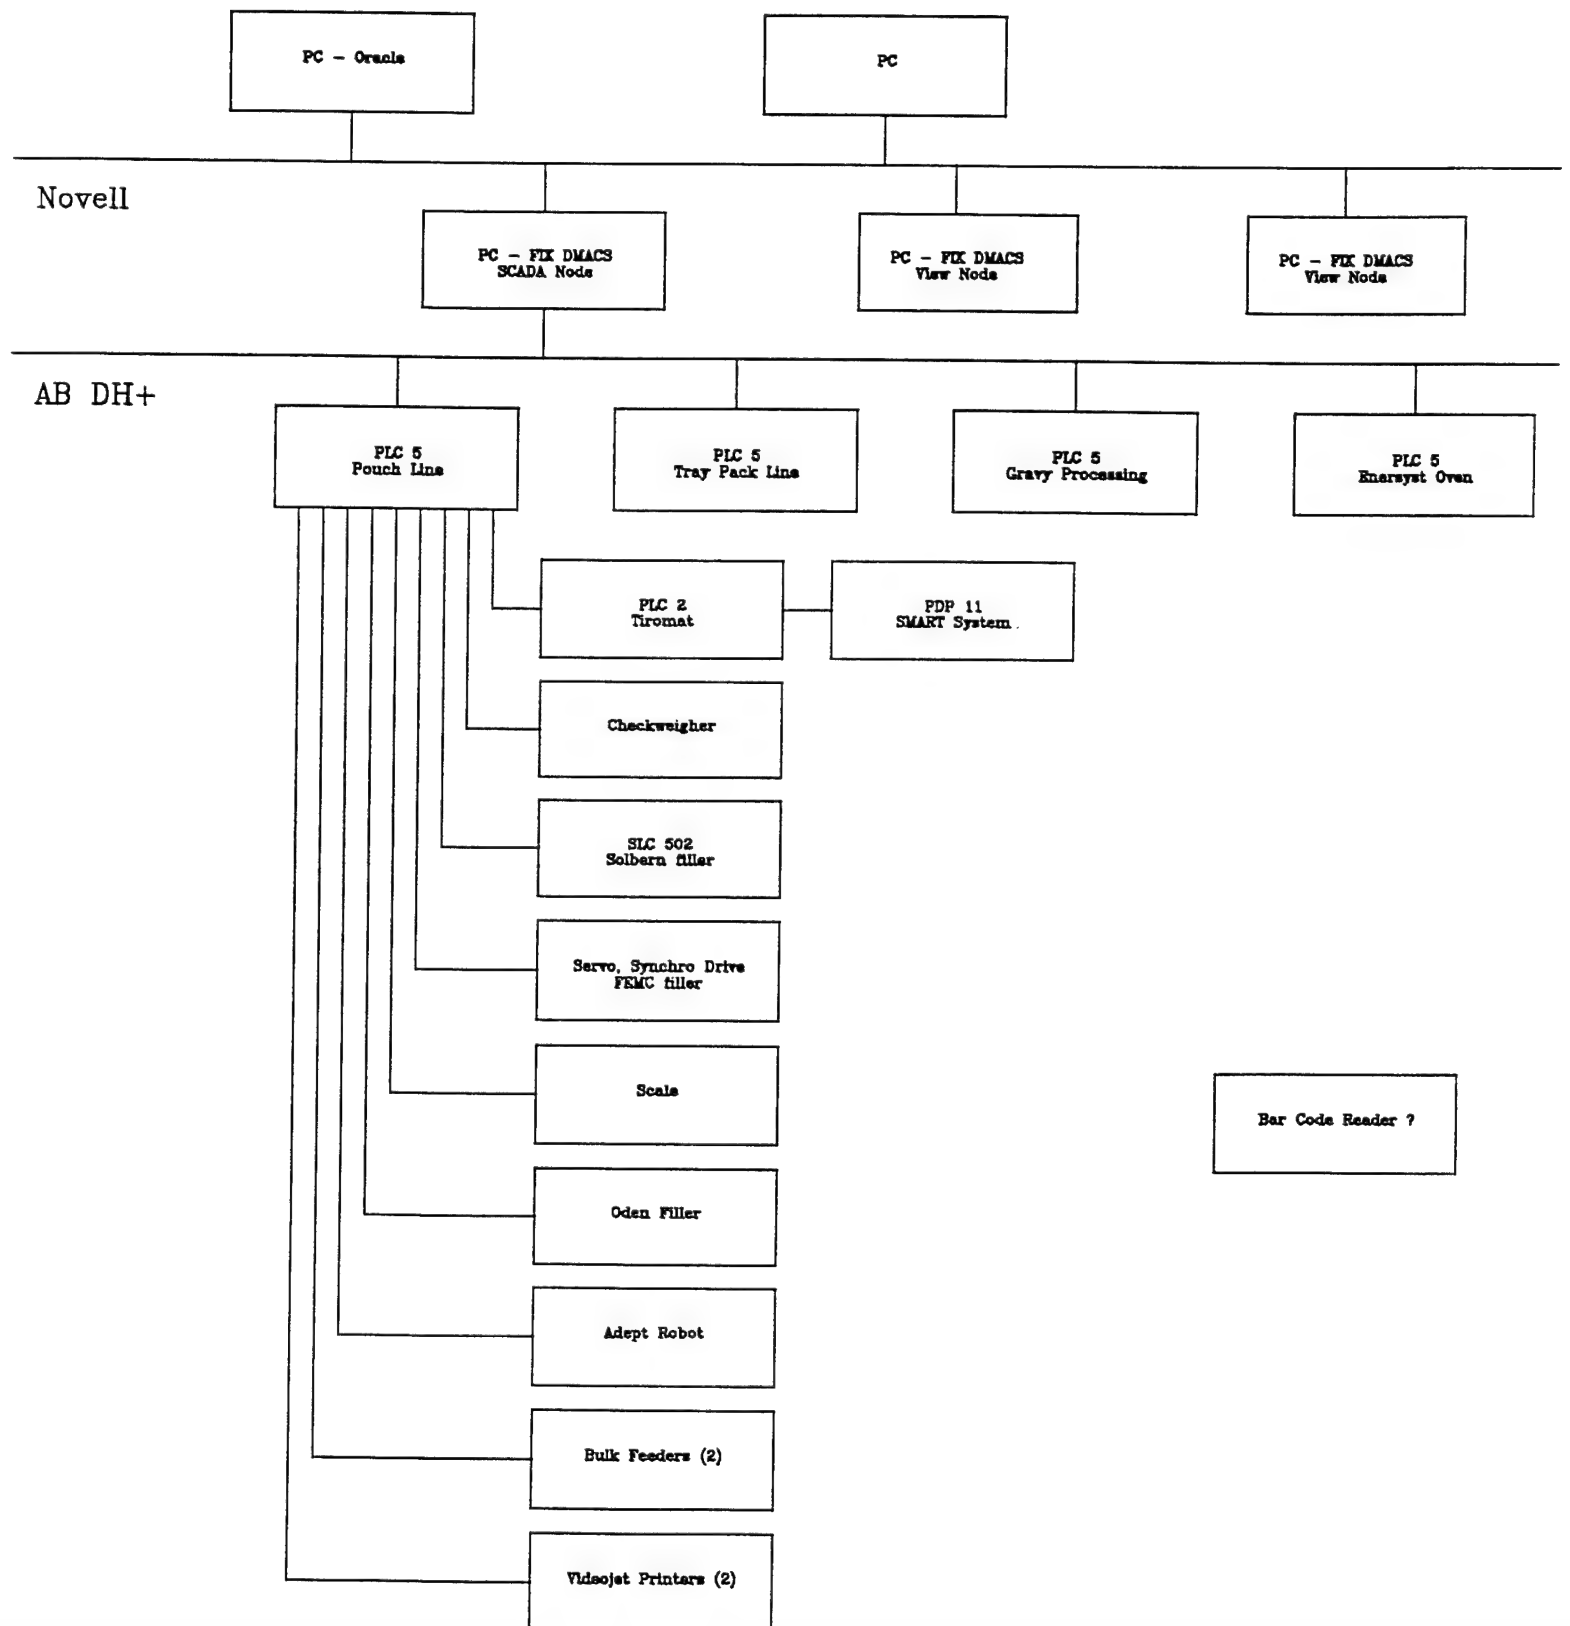 PC - Oracle
PC
Novell
PC - FIX DMACS
SCADA Node
PC - FIX DMACS
View Node
PC - FIX DMACS
View Node
AB DH+
PLC 5
Pouch Line
PLC 5
Tray Pack Line
PLC 5
Gravy Processing
PLC 5
Enersyst Oven
PLC 2
Tiromat
PDP 11
SMART System
Checkweigher
SLC 502
Solbern filler
Servo, Synchro Drive
FEMC filler
Scale
Bar Code Reader ?
Oden Filler
Adept Robot
Bulk Feeders (2)
Videojet Printers (2)